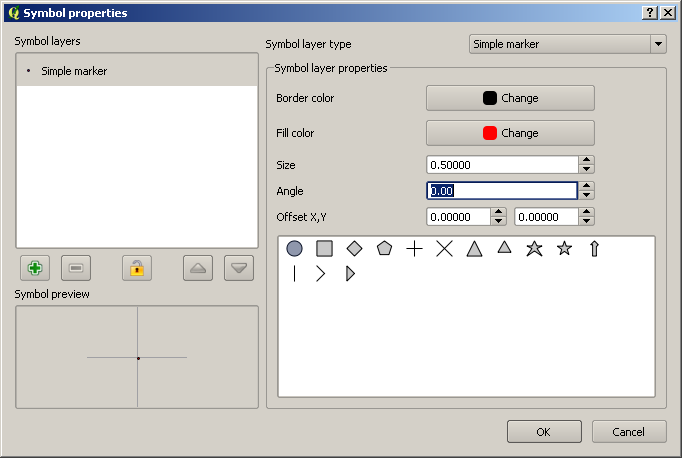 Symbol properties
Symbol layers
Simple marker
Symbol preview
Symbol layer type
Simple marker
Symbol layer properties
Border color
Change
Fill color
Change
Size
0.50000
Angle
0.00
Offset X,Y
0.00000
0.00000
OK
Cancel